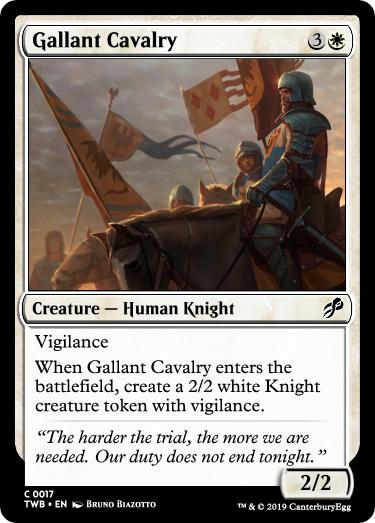 Gallant Cavalry 3
Creature — Human Knight
Vigilance
When Gallant Cavalry enters the
battlefield, create a 2/2 white Knight
creature token with vigilance.
“The harder the trial, the more we are
needed. Our duty does not end tonight.”
2/2
C 0017
TWB • EN Bruno Biazotto
™ & © 2019 CanterburyEgg